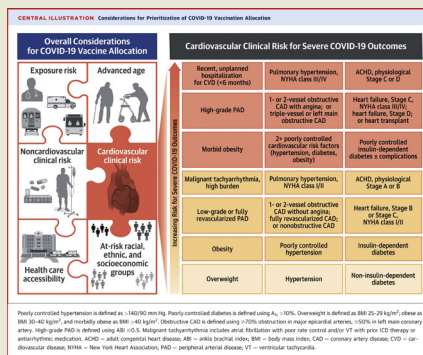 CENTRAL ILLUSTRATION Considerations for Prioritization of COVID-19 Vaccination Allocation
Overall Considerations
for COVID-19 Vaccine Allocation
Exposure risk
Advanced age
Noncardiovascular
clinical risk
Cardiovascular
clinical risk
Health care
accessibility
At-risk racial,
ethnic, and
socioeconomic
groups
Cardiovascular Clinical Risk for Severe COVID-19 Outcomes
Increasing Risk for Severe COVID-19 Outcomes
Recent, unplanned
hospitalization
for CVD (<6 months)
Pulmonary hypertension,
NYHA class III/IV
ACHD, physiological
Stage C or D
High-grade PAD
1- or 2-vessel obstructive
CAD with angina; or
triple-vessel or left main
obstructive CAD
Heart failure, Stage C,
NYHA class III/IV;
heart failure, Stage D;
or heart transplant
Morbid obesity
2+ poorly controlled
cardiovascular risk factors
(hypertension, diabetes,
obesity)
Poorly controlled
insulin-dependent
diabetes ± complications
Malignant tachyarrhythmia,
high burden
Pulmonary hypertension,
NYHA class I/II
ACHD, physiological
Stage A or B
Low-grade or fully
revascularized PAD
1- or 2-vessel obstructive
CAD without angina;
fully revascularized CAD;
or nonobstructive CAD
Heart failure, Stage B
or Stage C,
NYHA class I/II
Obesity
Poorly controlled
hypertension
Insulin-dependent
diabetes
Overweight
Hypertension
Non-insulin-dependent
diabetes
Poorly controlled hypertension is defined as >140/90 mm Hg. Poorly controlled diabetes is defined using A1c >10%. Overweight is defined as BMI 25-29 kg/m², obese as
BMI 30-40 kg/m², and morbidly obese as BMI >40 kg/m². Obstructive CAD is defined using ≥70% obstruction in major epicardial arteries, ≥50% in left main coronary
artery. High-grade PAD is defined using ABI ≤0.5. Malignant tachyarrhythmia includes atrial fibrillation with poor rate control and/or VT with prior ICD therapy or
antiarrhythmic medication. ACHD = adult congenital heart disease; ABI = ankle brachial index; BMI = body mass index; CAD = coronary artery disease; CVD = car-
diovascular disease; NYHA = New York Heart Association; PAD = peripheral arterial disease; VT = ventricular tachycardia.